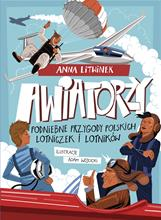 ANNA LITWINEK
AWIATORZY
PODNIEBNE PRZYGODY POLSKICH
LOTNICZEK I LOTNIKÓW
ILUSTRACJE
ADAM WÓJCICKI